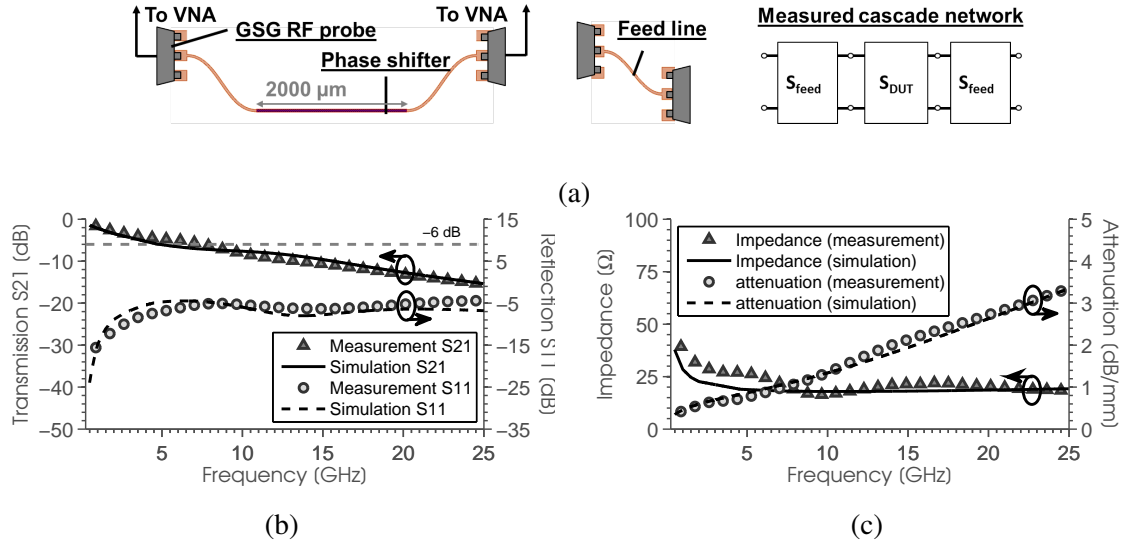 To VNA
To VNA
Measured cascade network
GSG RF probe
Feed line
Phase shifter
2000 µm
S_feed
S_DUT
S_feed
(a)
Transmission S21 (dB)
0
−10
−20
−30
−40
−50
−6 dB
Measurement S21
Simulation S21
Measurement S11
Simulation S11
15
5
−5
−15
−25
−35
Reflection S11 (dB)
5
10
15
20
25
Frequency (GHz)
(b)
Impedance (Ω)
100
75
50
25
0
Impedance (measurement)
Impedance (simulation)
attenuation (measurement)
attenuation (simulation)
5
4
3
2
1
0
Attenuation (dB/mm)
5
10
15
20
25
Frequency (GHz)
(c)